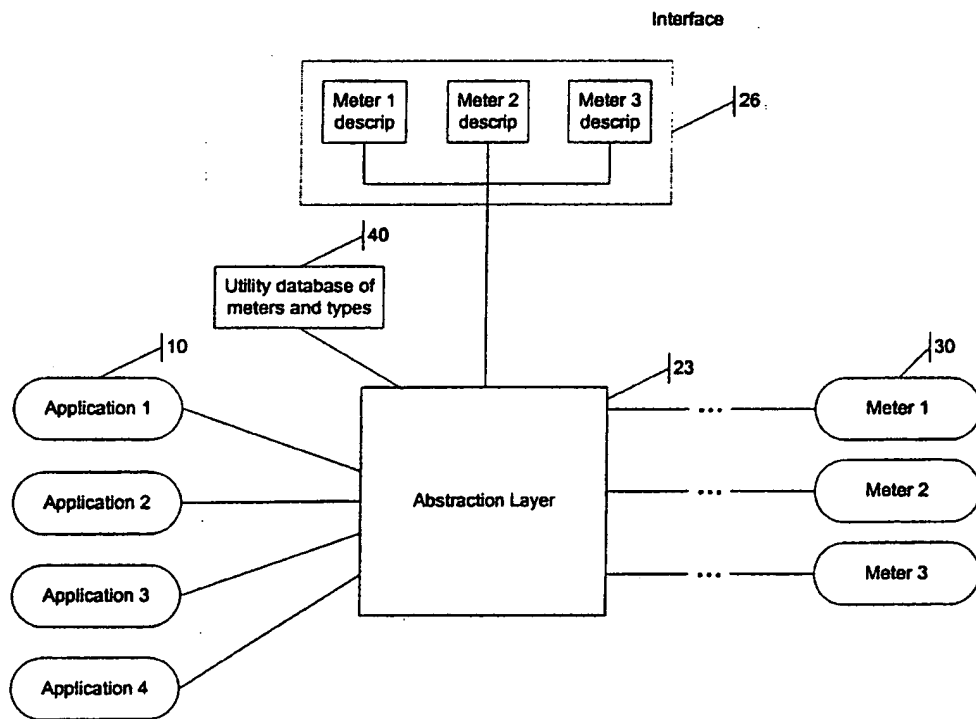 Interface
Meter 1
descrip
Meter 2
descrip
Meter 3
descrip
26
40
Utility database of
meters and types
10
23
30
Application 1
Meter 1
Application 2
Abstraction Layer
Meter 2
...
...
...
Application 3
Meter 3
Application 4